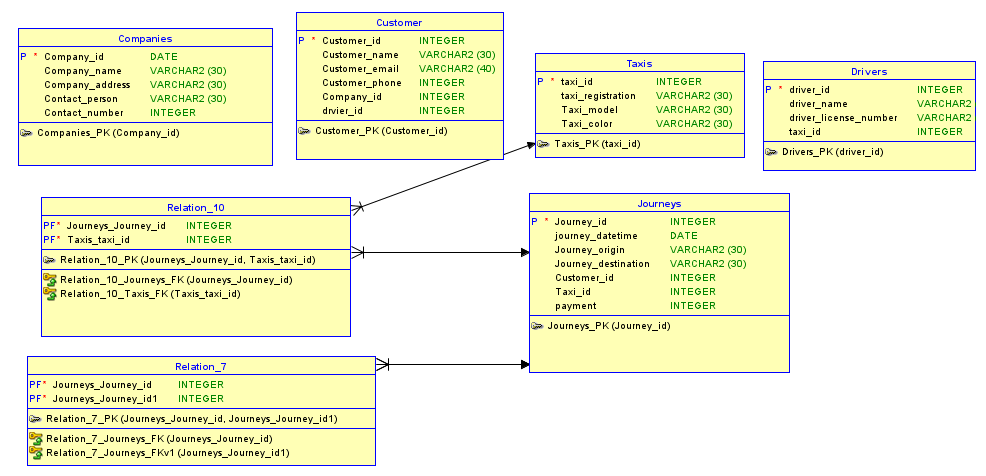 Companies
P * Company_id DATE
Company_name VARCHAR2 (30)
Company_address VARCHAR2 (30)
Contact_person VARCHAR2 (30)
Contact_number INTEGER
Companies_PK (Company_id)
Customer
P * Customer_id INTEGER
Customer_name VARCHAR2 (30)
Customer_email VARCHAR2 (40)
Customer_phone INTEGER
Company_id INTEGER
drvier_id INTEGER
Customer_PK (Customer_id)
Taxis
P * taxi_id INTEGER
taxi_registration VARCHAR2 (30)
Taxi_model VARCHAR2 (30)
Taxi_color VARCHAR2 (30)
Taxis_PK (taxi_id)
Drivers
P * driver_id INTEGER
driver_name VARCHAR2
driver_license_number VARCHAR2
taxi_id INTEGER
Drivers_PK (driver_id)
Relation_10
PF* Journeys_Journey_id INTEGER
PF* Taxis_taxi_id INTEGER
Relation_10_PK (Journeys_Journey_id, Taxis_taxi_id)
Relation_10_Journeys_FK (Journeys_Journey_id)
Relation_10_Taxis_FK (Taxis_taxi_id)
Journeys
P * Journey_id INTEGER
journey_datetime DATE
Journey_origin VARCHAR2 (30)
Journey_destination VARCHAR2 (30)
Customer_id INTEGER
Taxi_id INTEGER
payment INTEGER
Journeys_PK (Journey_id)
Relation_7
PF* Journeys_Journey_id INTEGER
PF* Journeys_Journey_id1 INTEGER
Relation_7_PK (Journeys_Journey_id, Journeys_Journey_id1)
Relation_7_Journeys_FK (Journeys_Journey_id)
Relation_7_Journeys_FKv1 (Journeys_Journey_id1)